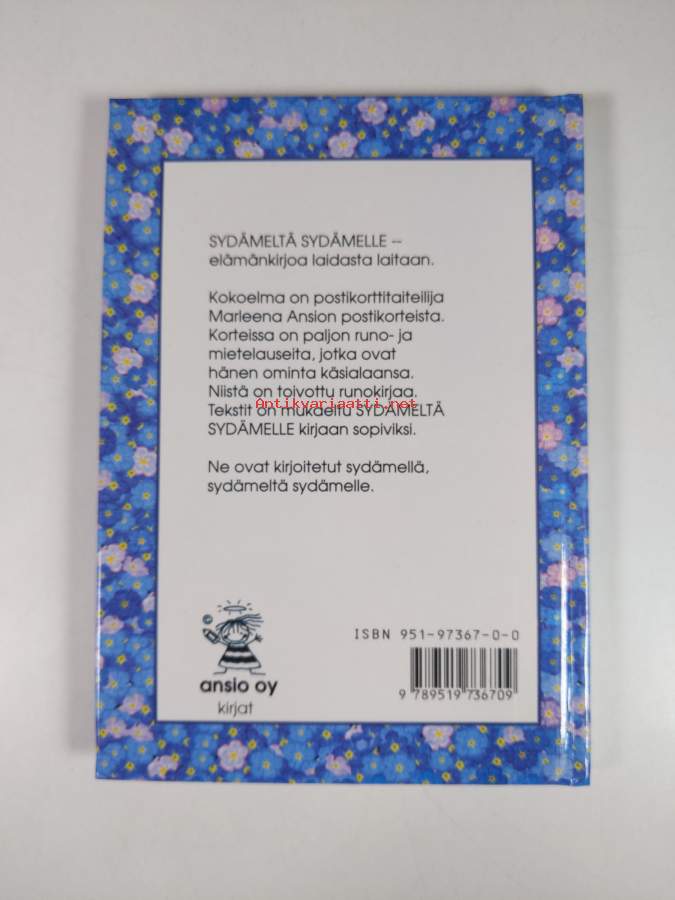 SYDÄMELTÄ SYDÄMELLE –
elämänkirjoa laidasta laitaan.
Kokoelma on postikorttitaiteilija
Marleena Ansion postikorteista.
Korteissa on paljon runo- ja
mietelauseita, jotka ovat
hänen ominta käsialaansa.
Niistä on toivottu runokirjaa.
Antikvariaatti.net
Tekstit on mukaeltu SYDÄMELTÄ
SYDÄMELLE kirjaan sopiviksi.
Ne ovat kirjoitetut sydämellä,
sydämeltä sydämelle.
ISBN 951-97367-0-0
9 789519 736709
ansio oy
kirjat